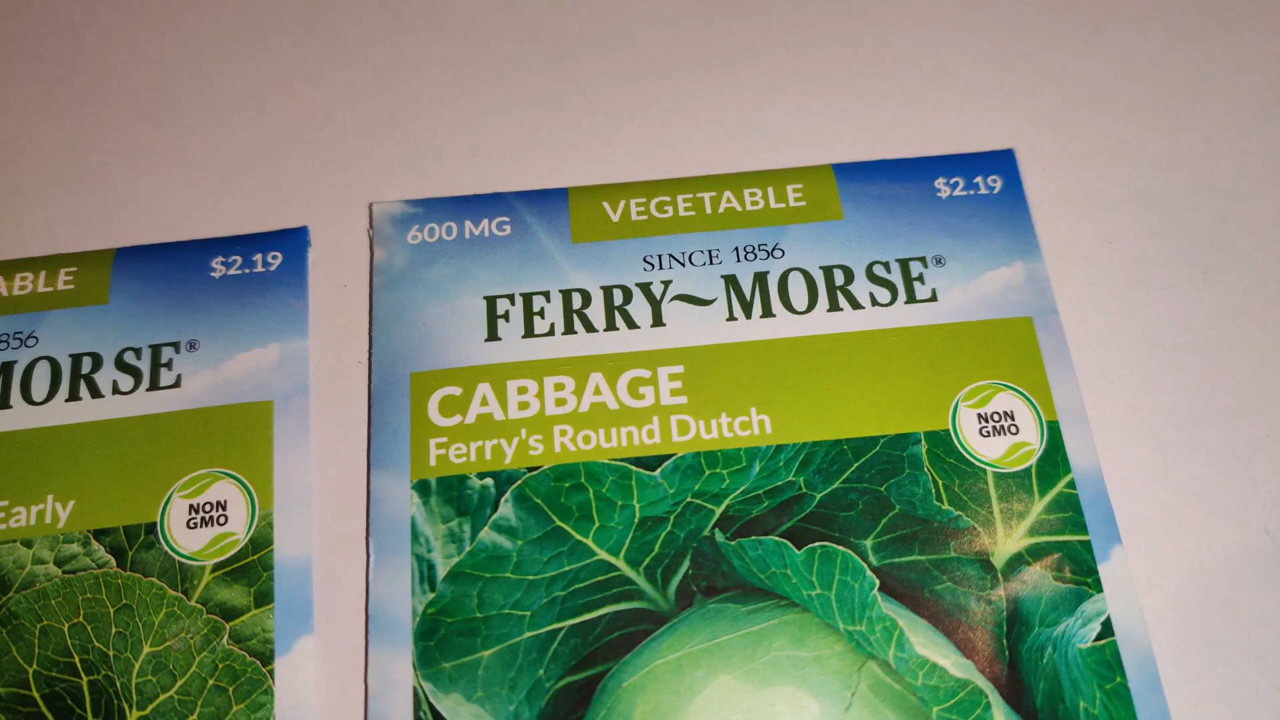 ABLE
$2.19
856
MORSE®
Early
NON
GMO
600 MG
VEGETABLE
$2.19
SINCE 1856
FERRY~MORSE®
CABBAGE
Ferry's Round Dutch
NON
GMO